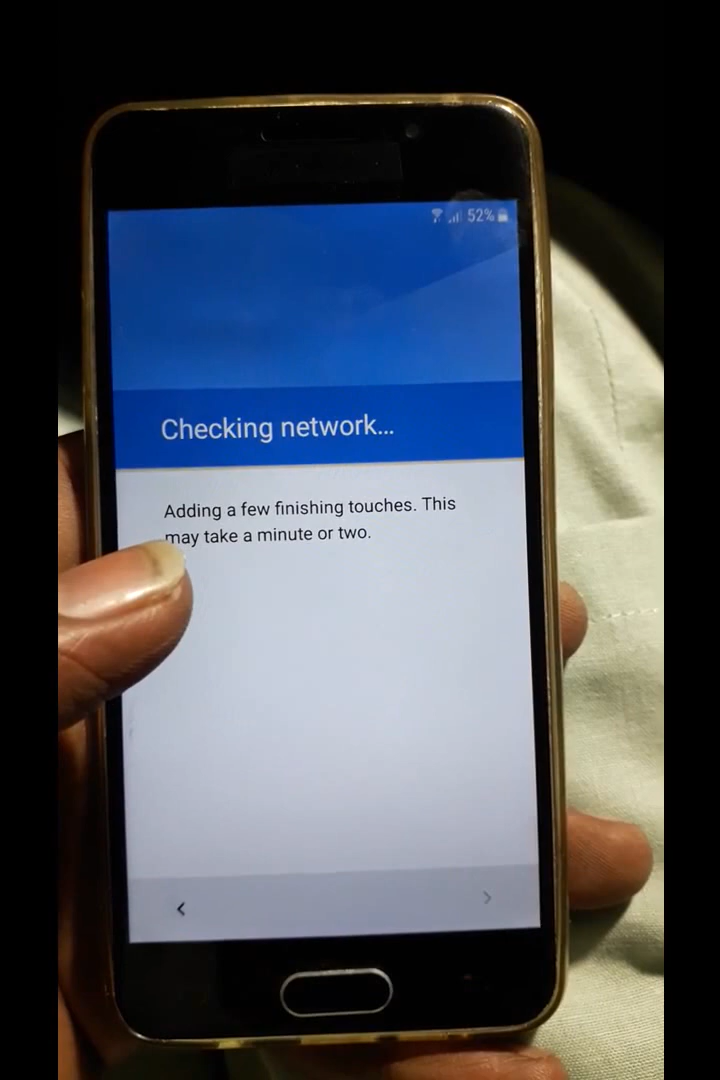 52%
Checking network...
Adding a few finishing touches. This
may take a minute or two.